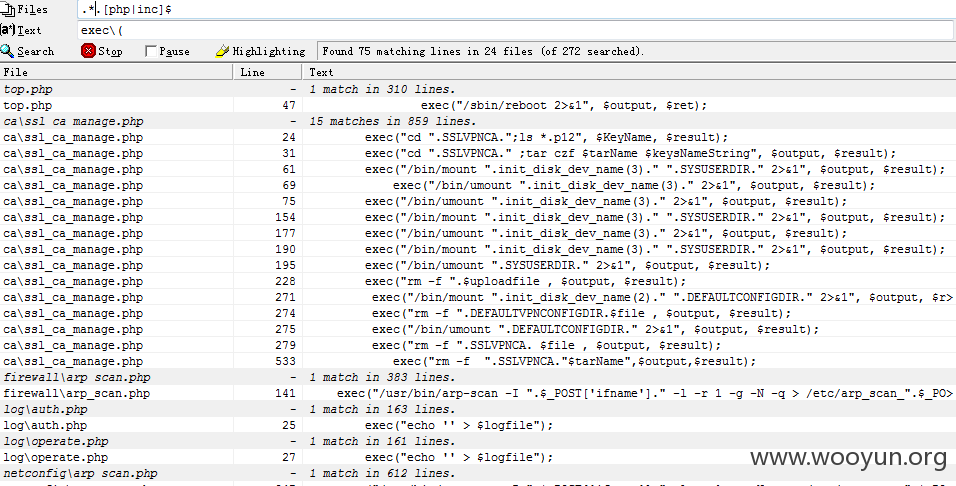 Files .*.[php|inc]$
Text exec\(
Search Stop Pause Highlighting Found 75 matching lines in 24 files (of 272 searched).
File Line Text
top.php - 1 match in 310 lines.
top.php 47 exec("/sbin/reboot 2>&1", $output, $ret);
ca\ssl ca manage.php - 15 matches in 859 lines.
ca\ssl_ca_manage.php 24 exec("cd ".SSLVPNCA.";ls *.p12", $KeyName, $result);
ca\ssl_ca_manage.php 31 exec("cd ".SSLVPNCA." ;tar czf $tarName $keysNameString", $output, $result);
ca\ssl_ca_manage.php 61 exec("/bin/mount ".init_disk_dev_name(3)." ".SYSUSERDIR." 2>&1", $output, $result);
ca\ssl_ca_manage.php 69 exec("/bin/umount ".init_disk_dev_name(3)." 2>&1", $output, $result);
ca\ssl_ca_manage.php 75 exec("/bin/umount ".init_disk_dev_name(3)." 2>&1", $output, $result);
ca\ssl_ca_manage.php 154 exec("/bin/mount ".init_disk_dev_name(3)." ".SYSUSERDIR." 2>&1", $output, $result);
ca\ssl_ca_manage.php 177 exec("/bin/umount ".init_disk_dev_name(3)." 2>&1", $output, $result);
ca\ssl_ca_manage.php 190 exec("/bin/mount ".init_disk_dev_name(3)." ".SYSUSERDIR." 2>&1", $output, $result);
ca\ssl_ca_manage.php 195 exec("/bin/umount ".SYSUSERDIR." 2>&1", $output, $result);
ca\ssl_ca_manage.php 228 exec("rm -f ".$uploadfile , $output, $result);
ca\ssl_ca_manage.php 271 exec("/bin/mount ".init_disk_dev_name(2)." ".DEFAULTCONFIGDIR." 2>&1", $output, $r>
ca\ssl_ca_manage.php 274 exec("rm -f ".DEFAULTVPNCONFIGDIR.$file , $output, $result);
ca\ssl_ca_manage.php 275 exec("/bin/umount ".DEFAULTCONFIGDIR." 2>&1", $output, $result);
ca\ssl_ca_manage.php 279 exec("rm -f ".SSLVPNCA. $file , $output, $result);
ca\ssl_ca_manage.php 533 exec("rm -f  ".SSLVPNCA."$tarName",$output,$result);
firewall\arp scan.php - 1 match in 383 lines.
firewall\arp_scan.php 141 exec("/usr/bin/arp-scan -I ".$_POST['ifname']." -l -r 1 -g -N -q > /etc/arp_scan_".$_PO>
log\auth.php - 1 match in 163 lines.
log\auth.php 25 exec("echo '' > $logfile");
log\operate.php - 1 match in 161 lines.
log\operate.php 27 exec("echo '' > $logfile");
netconfig\arp scan.php - 1 match in 612 lines.
www.wooyun.org